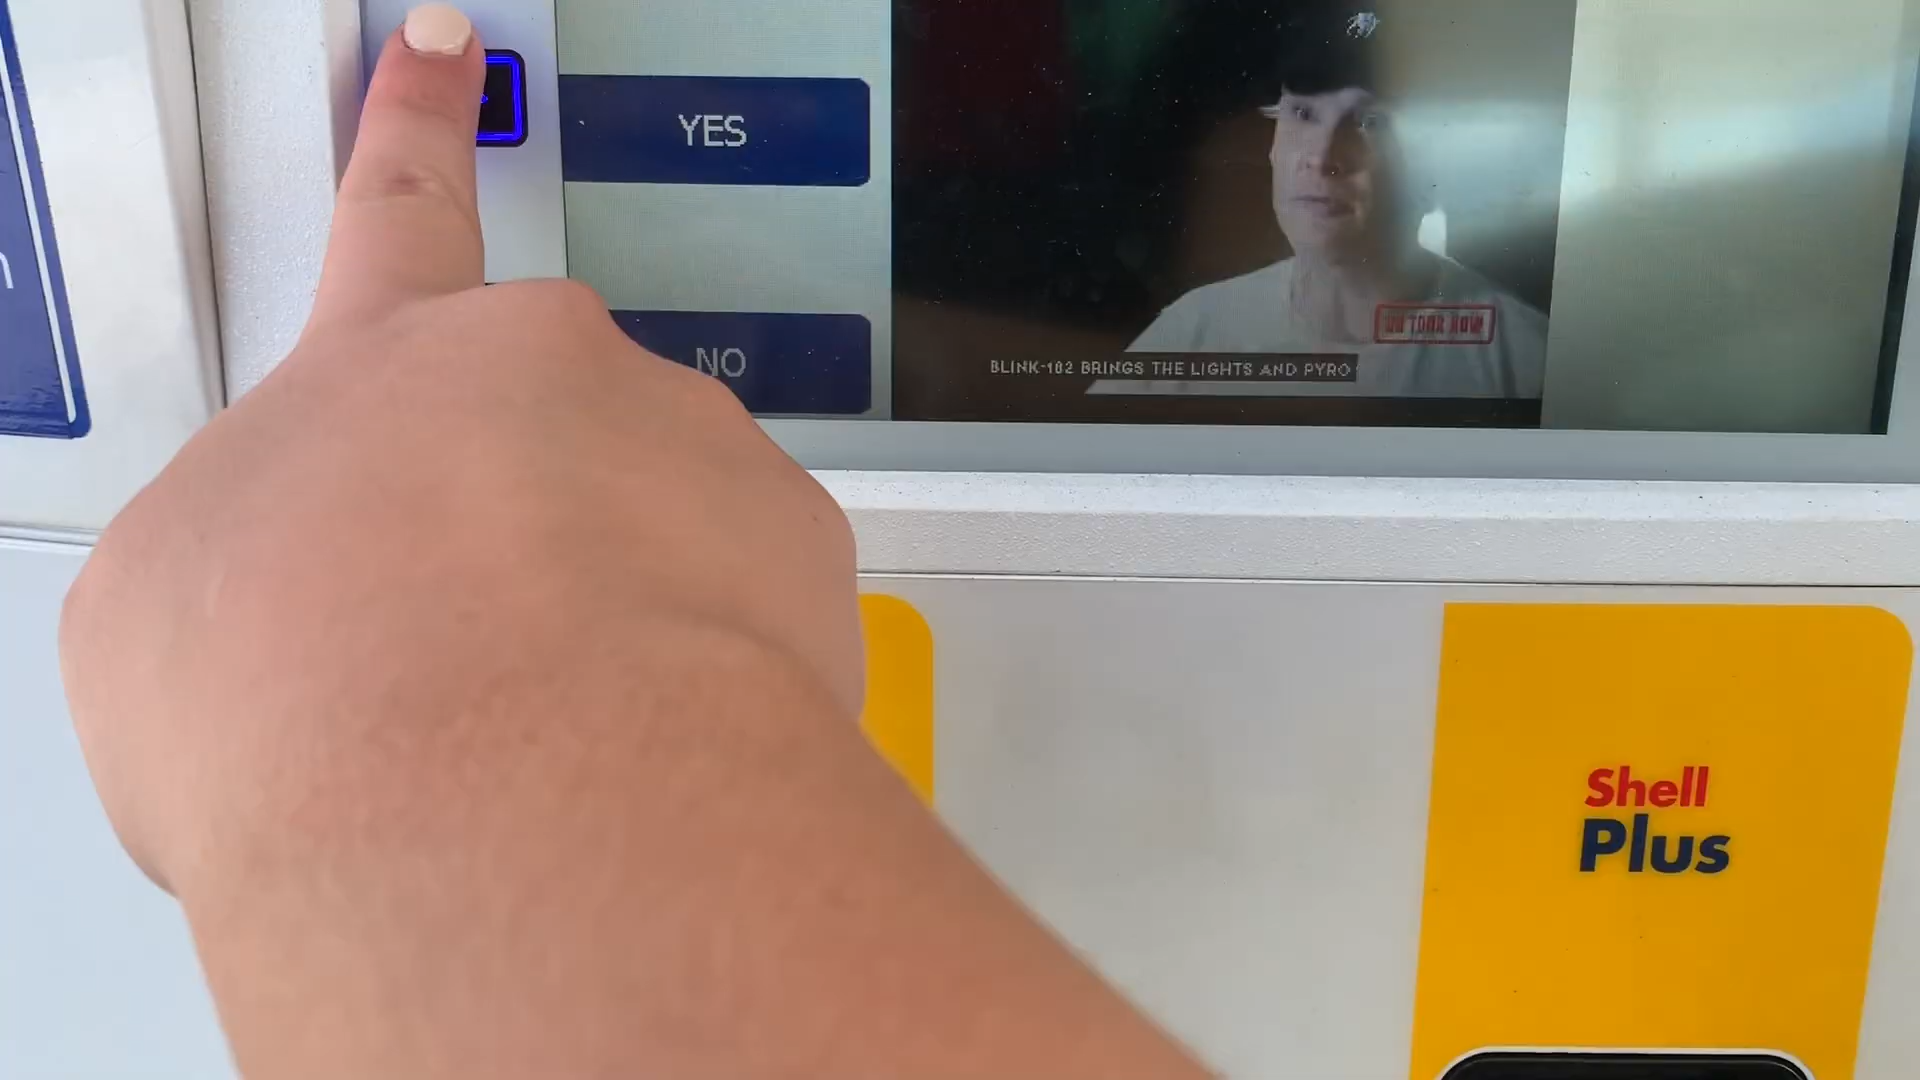 YES
NO
ON TOUR NOW!
BLINK-182 BRINGS THE LIGHTS AND PYRO
Shell
Plus